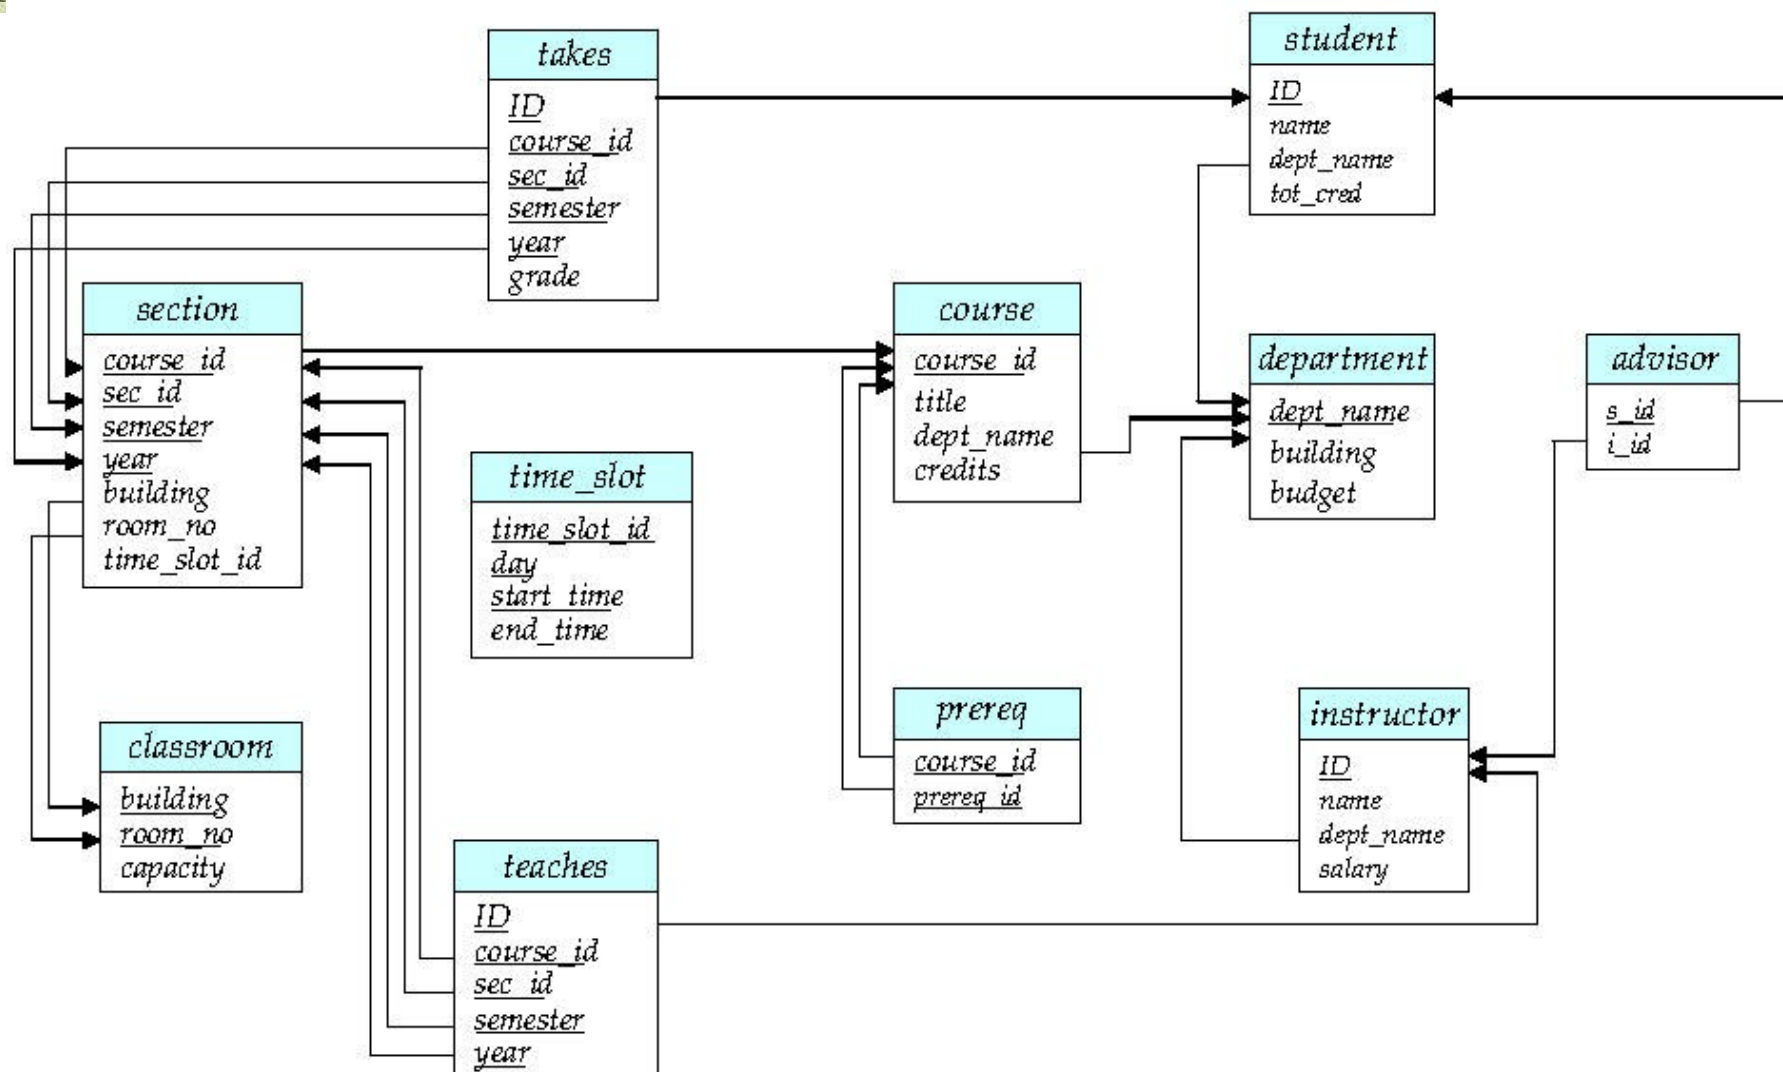 takes
ID
course_id
sec_id
semester
year
grade
student
ID
name
dept_name
tot_cred
section
course_id
sec_id
semester
year
building
room_no
time_slot_id
course
course_id
title
dept_name
credits
department
dept_name
building
budget
advisor
s_id
i_id
time_slot
time_slot_id
day
start_time
end_time
prereq
course_id
prereq_id
instructor
ID
name
dept_name
salary
classroom
building
room_no
capacity
teaches
ID
course_id
sec_id
semester
year